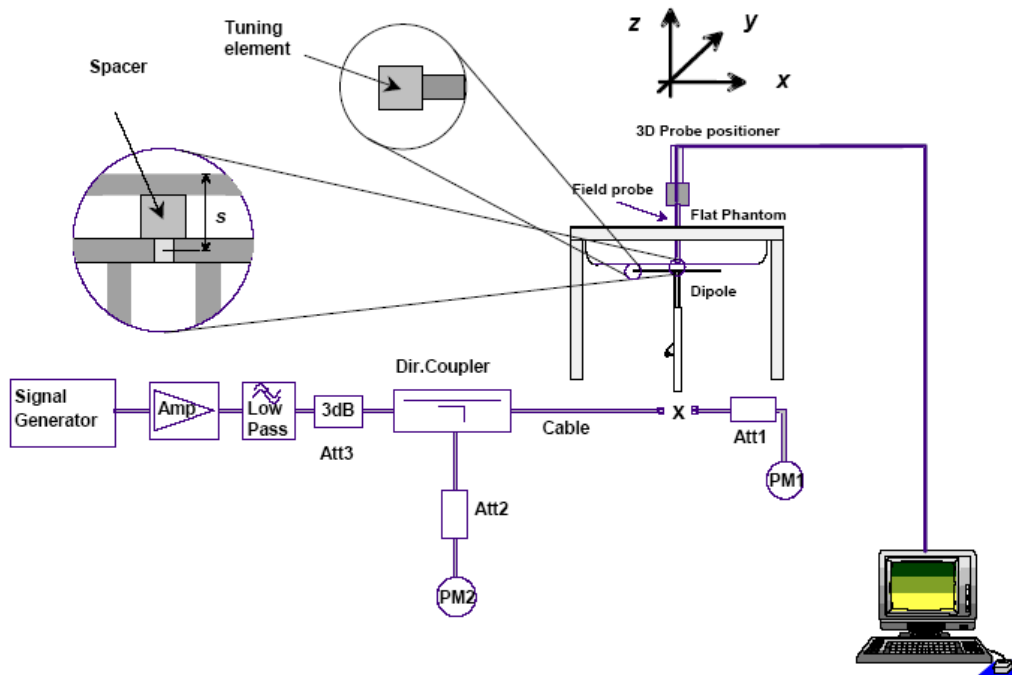 Tuning
element
Spacer
s
z
y
x
3D Probe positioner
Field probe
Flat Phantom
Dipole
Signal
Generator
Amp
Low
Pass
3dB
Att3
Dir.Coupler
Cable
x
Att1
PM1
Att2
PM2